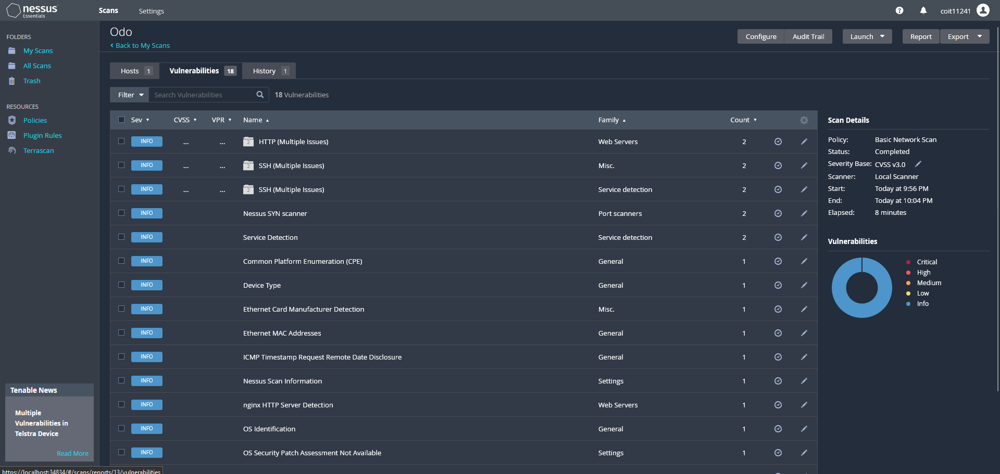 nessus
Essentials
Scans
Settings
coit11241
FOLDERS
My Scans
All Scans
Trash
RESOURCES
Policies
Plugin Rules
Terrascan
Tenable News
Multiple
Vulnerabilities in
Telstra Device
Read More
Odo
Back to My Scans
Configure
Audit Trail
Launch
Report
Export
Hosts 1
Vulnerabilities 18
History 1
Filter
Search Vulnerabilities
18 Vulnerabilities
Sev CVSS VPR Name Family Count
INFO ... ... 2 HTTP (Multiple Issues) Web Servers 2
INFO ... ... 2 SSH (Multiple Issues) Misc. 2
INFO ... ... 2 SSH (Multiple Issues) Service detection 2
INFO Nessus SYN scanner Port scanners 2
INFO Service Detection Service detection 2
INFO Common Platform Enumeration (CPE) General 1
INFO Device Type General 1
INFO Ethernet Card Manufacturer Detection Misc. 1
INFO Ethernet MAC Addresses General 1
INFO ICMP Timestamp Request Remote Date Disclosure General 1
INFO Nessus Scan Information Settings 1
INFO nginx HTTP Server Detection Web Servers 1
INFO OS Identification General 1
INFO OS Security Patch Assessment Not Available Settings 1
Scan Details
Policy: Basic Network Scan
Status: Completed
Severity Base: CVSS v3.0
Scanner: Local Scanner
Start: Today at 9:56 PM
End: Today at 10:04 PM
Elapsed: 8 minutes
Vulnerabilities
Critical
High
Medium
Low
Info
https://localhost:34834/#/scans/reports/13/vulnerabilities